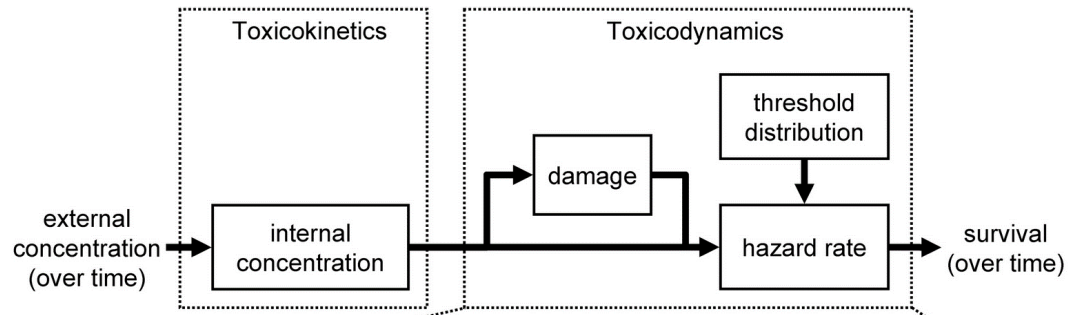 Toxicokinetics
Toxicodynamics
threshold
distribution
damage
external
concentration
(over time)
internal
concentration
hazard rate
survival
(over time)